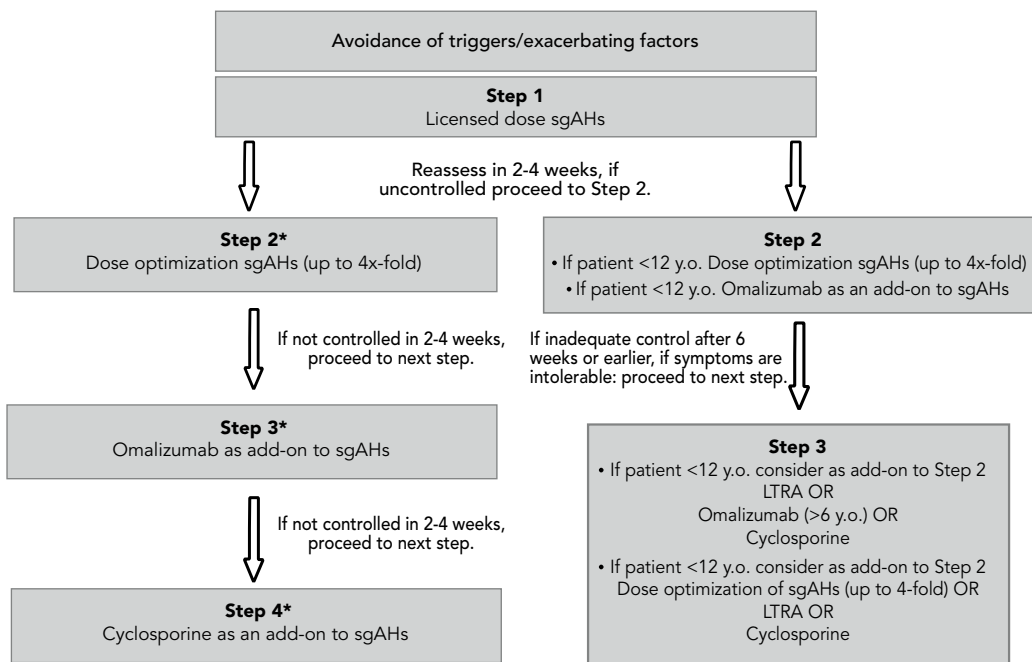 Avoidance of triggers/exacerbating factors
Step 1
Licensed dose sgAHs
Reassess in 2-4 weeks, if
uncontrolled proceed to Step 2.
Step 2*
Dose optimization sgAHs (up to 4x-fold)
If not controlled in 2-4 weeks,
proceed to next step.
Step 3*
Omalizumab as add-on to sgAHs
If not controlled in 2-4 weeks,
proceed to next step.
Step 4*
Cyclosporine as an add-on to sgAHs
Step 2
• If patient <12 y.o. Dose optimization sgAHs (up to 4x-fold)
• If patient <12 y.o. Omalizumab as an add-on to sgAHs
If inadequate control after 6
weeks or earlier, if symptoms are
intolerable: proceed to next step.
Step 3
• If patient <12 y.o. consider as add-on to Step 2
LTRA OR
Omalizumab (>6 y.o.) OR
Cyclosporine
• If patient <12 y.o. consider as add-on to Step 2
Dose optimization of sgAHs (up to 4-fold) OR
LTRA OR
Cyclosporine